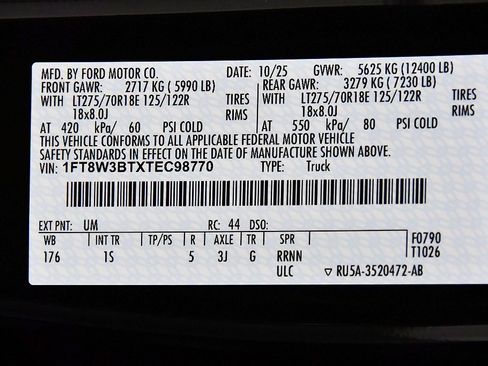 MFD. BY FORD MOTOR CO. DATE: 10/25 GVWR: 5625 KG (12400 LB)
FRONT GAWR: 2717 KG ( 5990 LB) REAR GAWR: 3279 KG ( 7230 LB)
WITH LT275/70R18E 125/122R TIRES WITH LT275/70R18E 125/122R TIRES
18x8.0J RIMS 18x8.0J RIMS
AT 420 kPa/ 60 PSI COLD AT 550 kPa/ 80 PSI COLD
THIS VEHICLE CONFORMS TO ALL APPLICABLE FEDERAL MOTOR VEHICLE
SAFETY STANDARDS IN EFFECT ON THE DATE OF MANUFACTURE SHOWN ABOVE.
VIN: 1FT8W3BTXTEC98770 TYPE: Truck
EXT PNT: UM RC: 44 DSO:
WB INT TR TP/PS R AXLE TR SPR F0790
176 1S 5 3J G RRNN T1026
ULC ▽ RU5A-3520472-AB